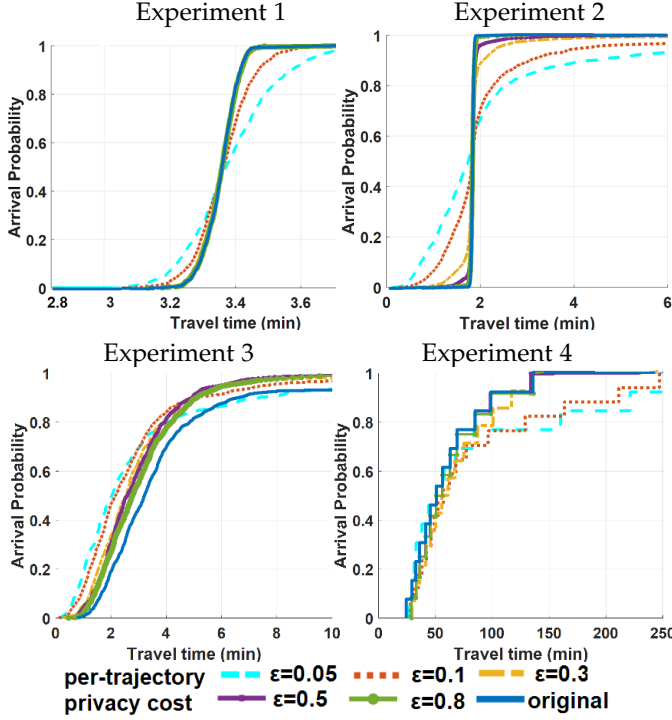 Experiment 1
Experiment 2
1
0.8
0.6
0.4
0.2
0
Arrival Probability
2.8
3
3.2
3.4
3.6
Travel time (min)
1
0.8
0.6
0.4
0.2
0
Arrival Probability
0
2
4
6
Travel time (min)
Experiment 3
Experiment 4
1
0.8
0.6
0.4
0.2
0
Arrival Probability
0
2
4
6
8
10
Travel time (min)
1
0.8
0.6
0.4
0.2
0
Arrival Probability
0
50
100
150
200
250
Travel time (min)
per-trajectory
privacy cost
ε=0.05
ε=0.1
ε=0.3
ε=0.5
ε=0.8
original